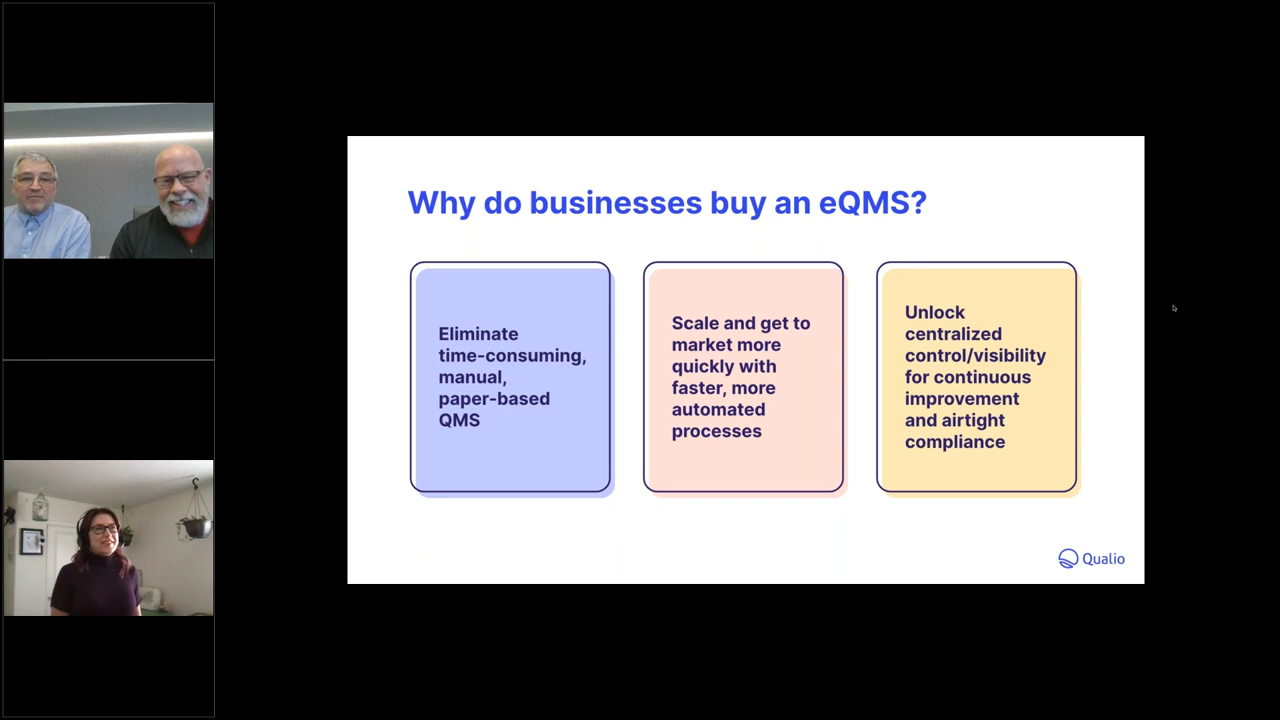 Why do businesses buy an eQMS?
Eliminate
time-consuming,
manual,
paper-based
QMS
Scale and get to
market more
quickly with
faster, more
automated
processes
Unlock
centralized
control/visibility
for continuous
improvement
and airtight
compliance
Qualio